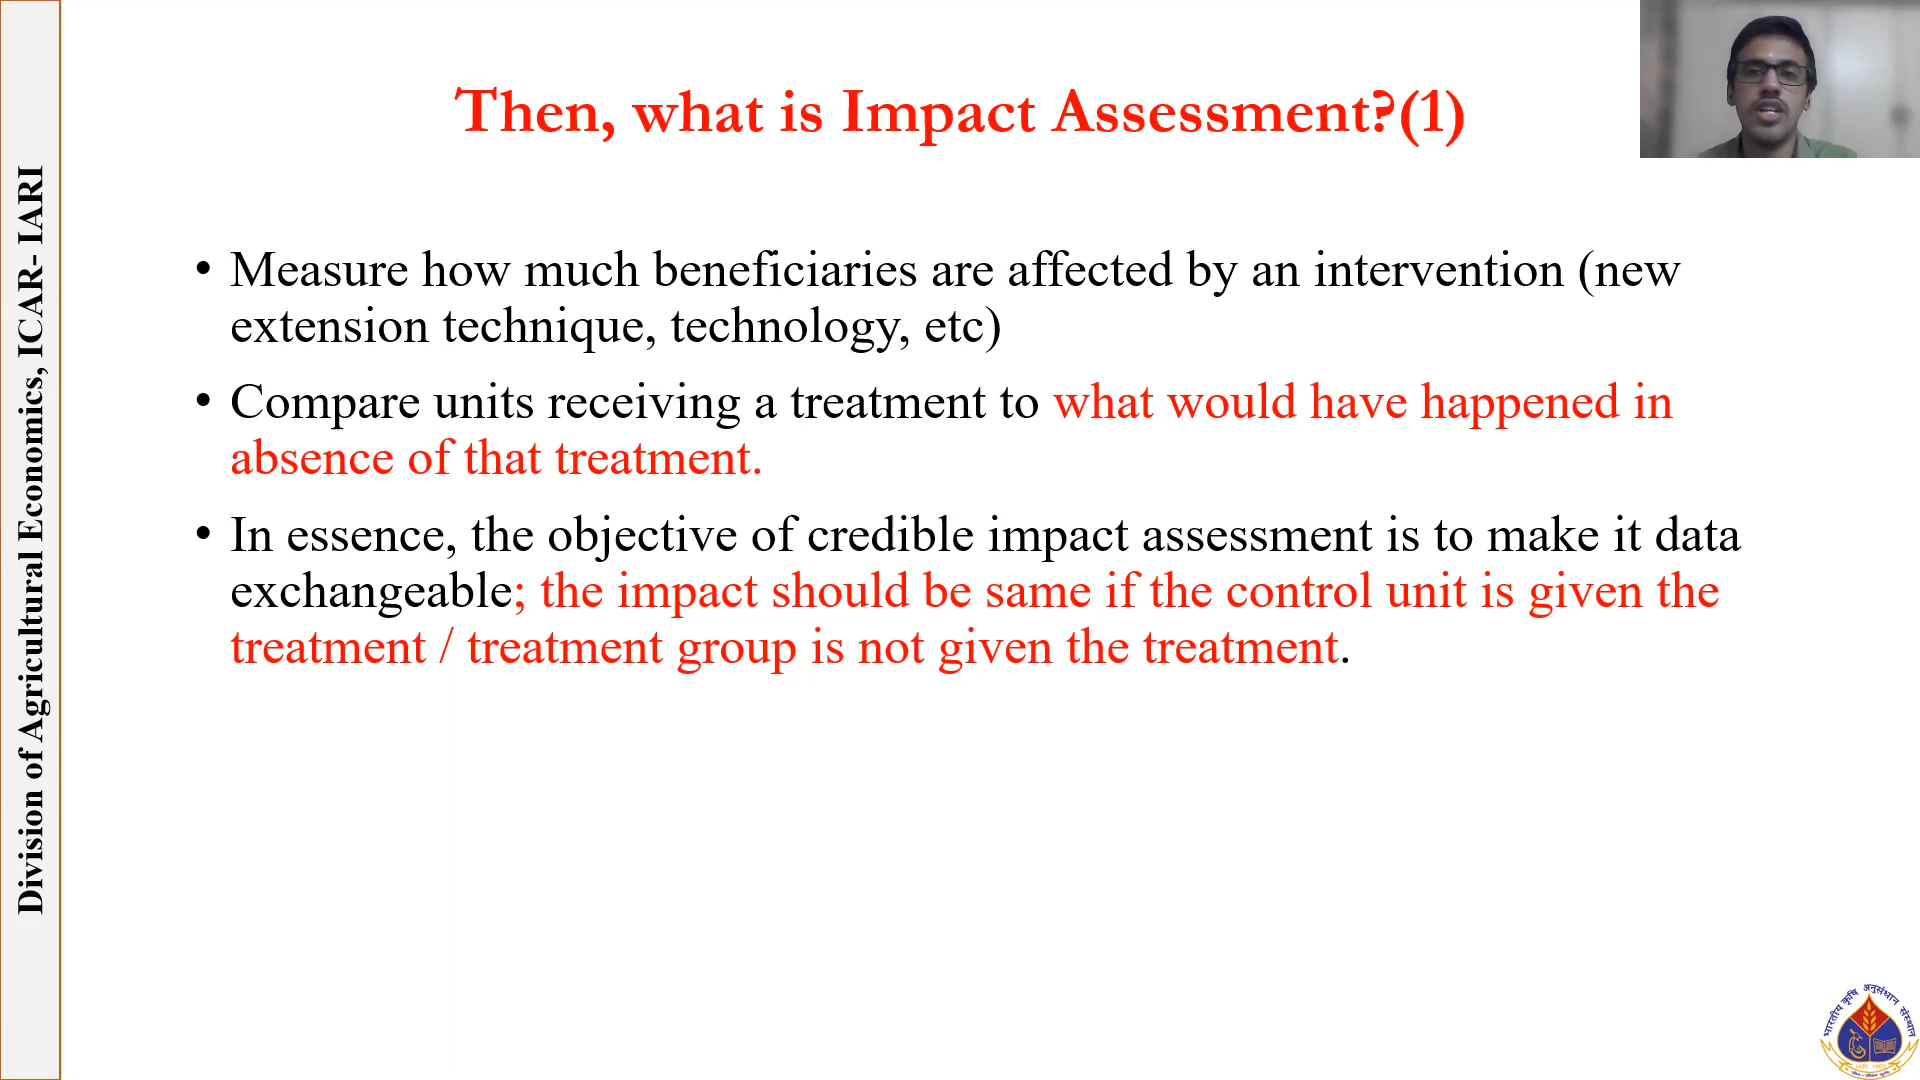 Then, what is Impact Assessment?(1)
• Measure how much beneficiaries are affected by an intervention (new
extension technique, technology, etc)
• Compare units receiving a treatment to what would have happened in
absence of that treatment.
• In essence, the objective of credible impact assessment is to make it data
exchangeable; the impact should be same if the control unit is given the
treatment / treatment group is not given the treatment.
Division of Agricultural Economics, ICAR- IARI
भारतीय कृषि अनुसंधान संस्थान